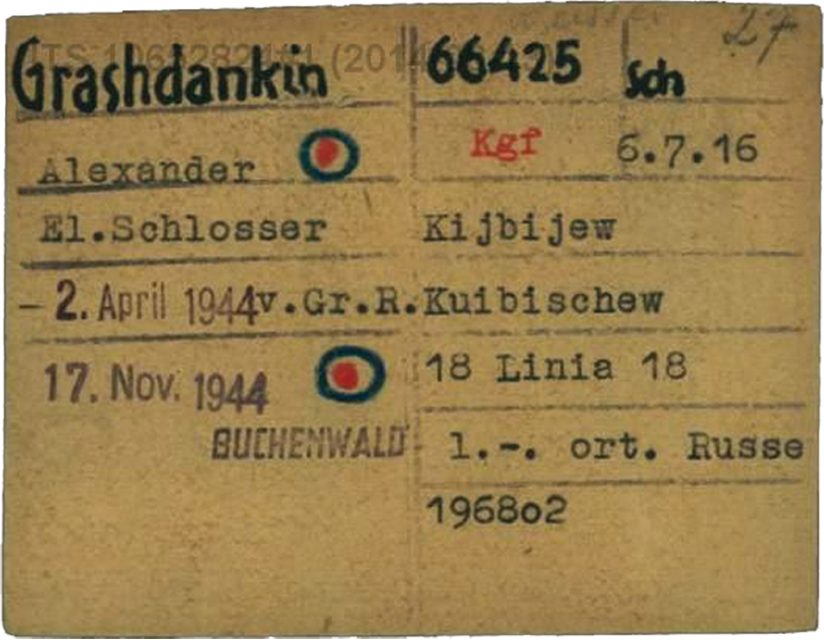 27
Grashdankin 66425 Sch
Alexander Kgf 6.7.16
El.Schlosser Kijbijew
- 2. April 1944 v.Gr.R. Kuibischew
17. Nov. 1944 18 Linia 18
BUCHENWALD 1.-. ort. Russe
1968o2